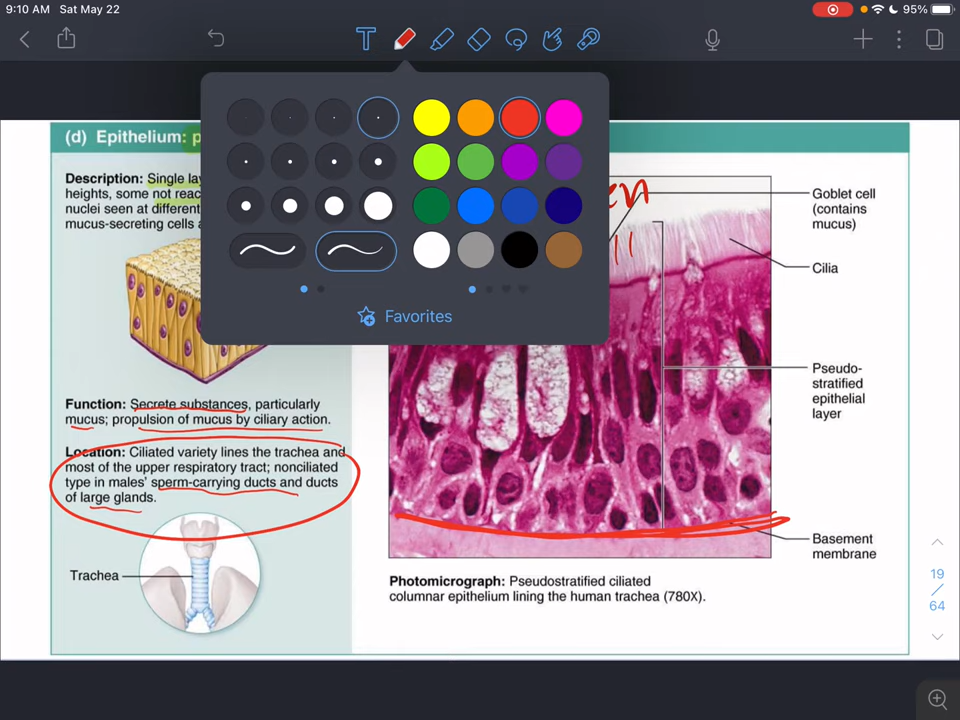 9:10 AM Sat May 22
95%
T
(d) Epithelium: p
Description: Single lay
heights, some not reac
nuclei seen at different
mucus-secreting cells a
Favorites
Goblet cell
(contains
mucus)
Cilia
Pseudo-
stratified
epithelial
layer
Function: Secrete substances, particularly
mucus; propulsion of mucus by ciliary action.
Location: Ciliated variety lines the trachea and
most of the upper respiratory tract; nonciliated
type in males' sperm-carrying ducts and ducts
of large glands.
Trachea
Basement
membrane
Photomicrograph: Pseudostratified ciliated
columnar epithelium lining the human trachea (780X).
19
/
64